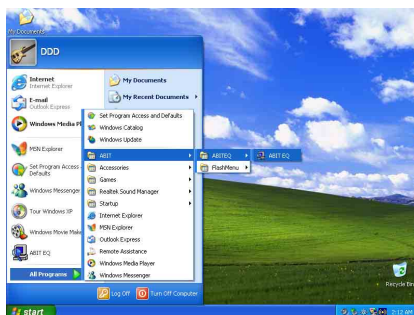 My Documents
DDD
Internet
Internet Explorer
E-mail
Outlook Express
Windows Media Pl
MSN Explorer
Set Program Access
Defaults
Windows Messenger
Tour Windows XP
Windows Movie Make
ABIT EQ
All Programs
My Documents
My Recent Documents
Set Program Access and Defaults
Windows Catalog
Windows Update
ABIT
Accessories
Games
Realtek Sound Manager
Startup
Internet Explorer
MSN Explorer
Outlook Express
Remote Assistance
Windows Media Player
Windows Messenger
ABITEQ
FlashMenu
ABIT EQ
Log Off
Turn Off Computer
Recycle Bin
start
2:12 AM